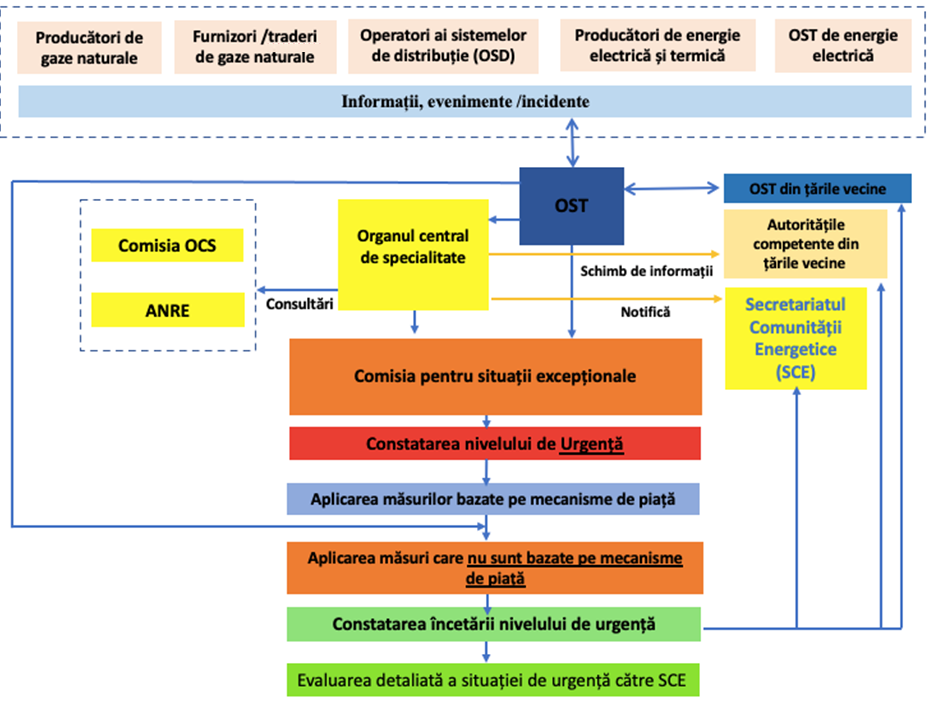 Producători de
gaze naturale
Furnizori /traderi
de gaze naturale
Operatori ai sistemelor
de distribuție (OSD)
Producători de energie
electrică și termică
OST de energie
electrică
Informații, evenimente /incidente
OST
OST din țările vecine
Organul central
de specialitate
Autoritățile
competente din
țările vecine
Comisia OCS
ANRE
Consultări
Schimb de informații
Notifică
Secretariatul
Comunității
Energetice
(SCE)
Comisia pentru situații excepționale
Constatarea nivelului de Urgență
Aplicarea măsurilor bazate pe mecanisme de piață
Aplicarea măsuri care nu sunt bazate pe mecanisme
de piață
Constatarea încetării nivelului de urgență
Evaluarea detaliată a situației de urgență către SCE